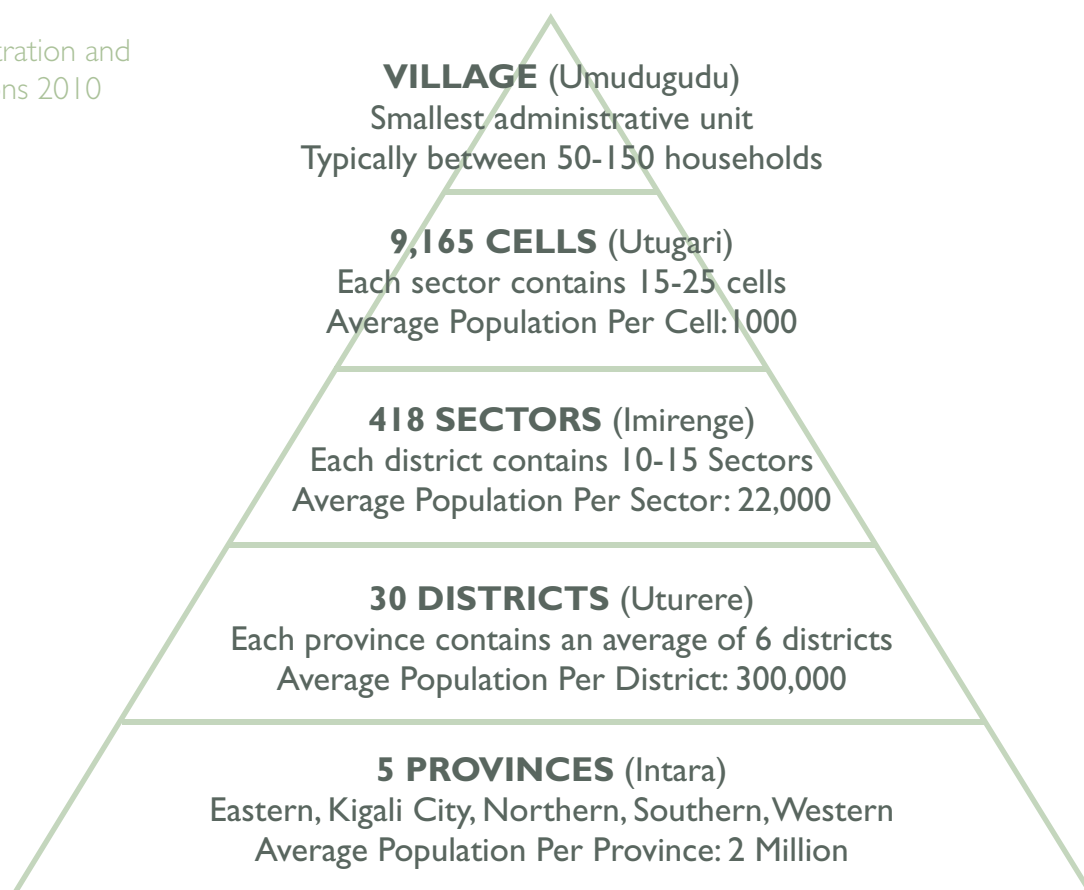 and
2010
VILLAGE (Umudugudu)
Smallest administrative unit
Typically between 50-150 households
9,165 CELLS (Utugari)
Each sector contains 15-25 cells
Average Population Per Cell:1000
418 SECTORS (Imirenge)
Each district contains 10-15 Sectors
Average Population Per Sector: 22,000
30 DISTRICTS (Uturere)
Each province contains an average of 6 districts
Average Population Per District: 300,000
5 PROVINCES (Intara)
Eastern, Kigali City, Northern, Southern, Western
Average Population Per Province: 2 Million